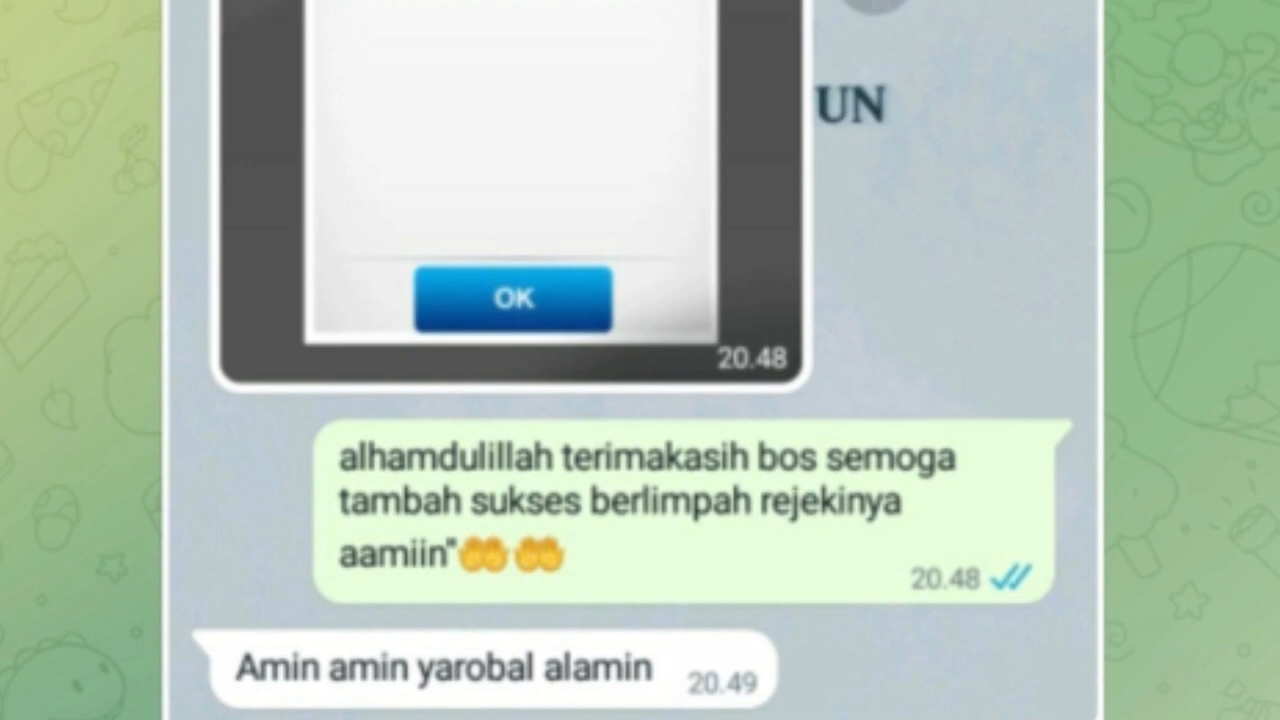 UN
OK
20.48
alhamdulillah terimakasih bos semoga
tambah sukses berlimpah rejekinya
aamiin"🤲🤲
20.48
Amin amin yarobal alamin 20.49